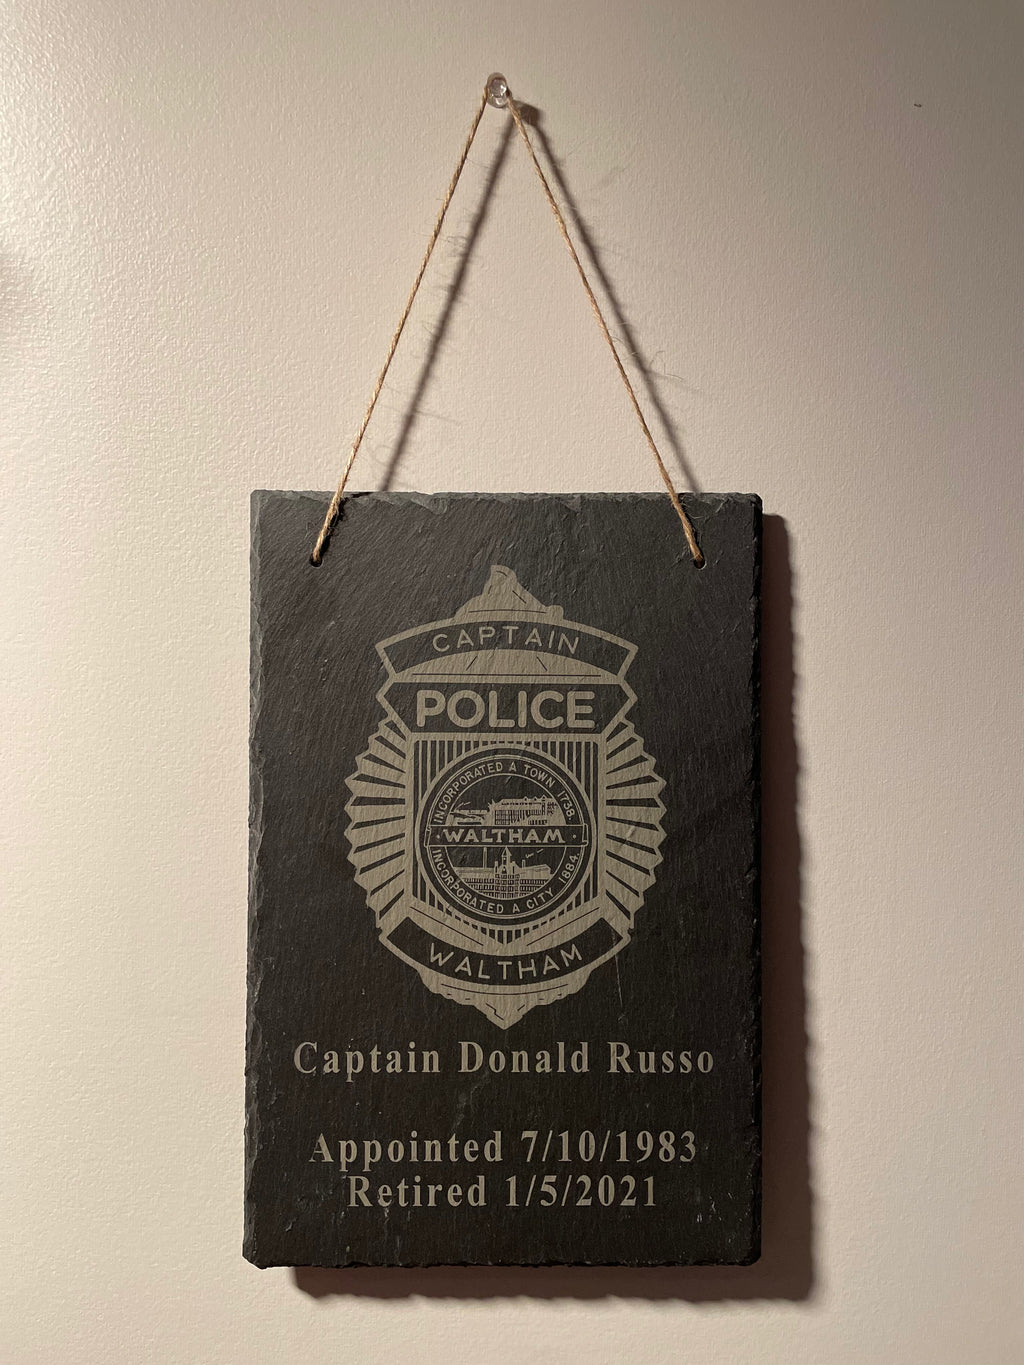 CAPTAIN
POLICE
INCORPORATED A TOWN 1738.
WALTHAM
INCORPORATED A CITY 1884.
WALTHAM
Captain Donald Russo
Appointed 7/10/1983
Retired 1/5/2021